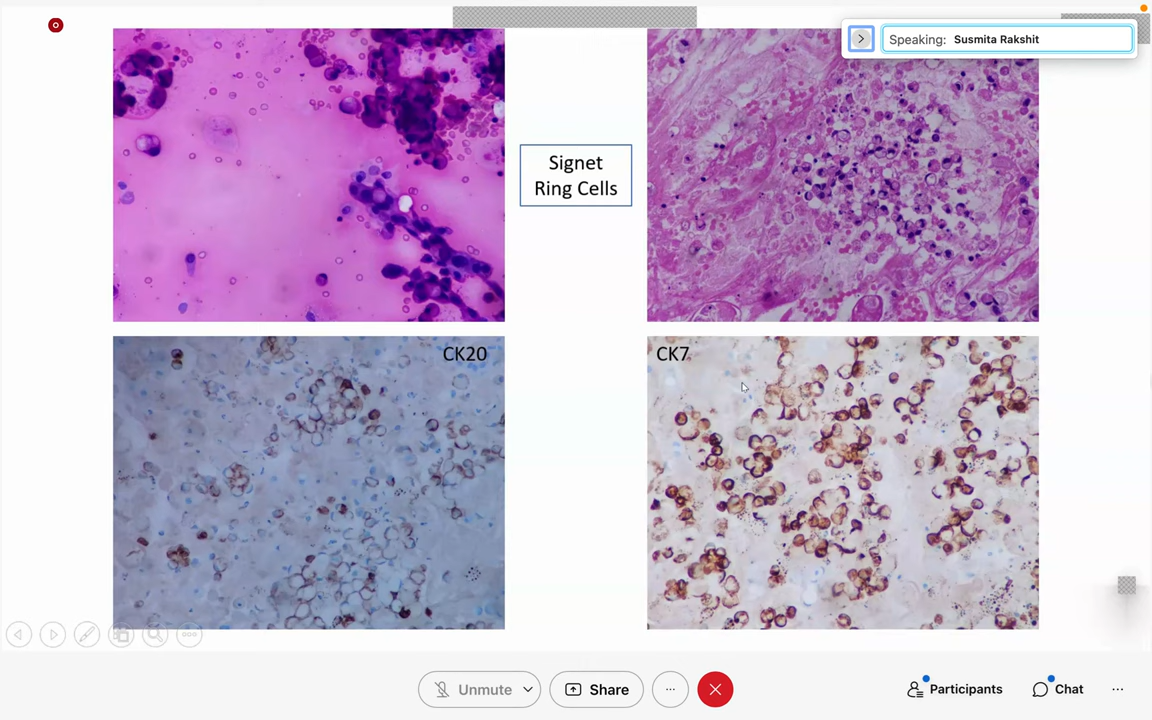 Speaking: Susmita Rakshit
Signet
Ring Cells
CK20
CK7
Unmute
Share
Participants
Chat